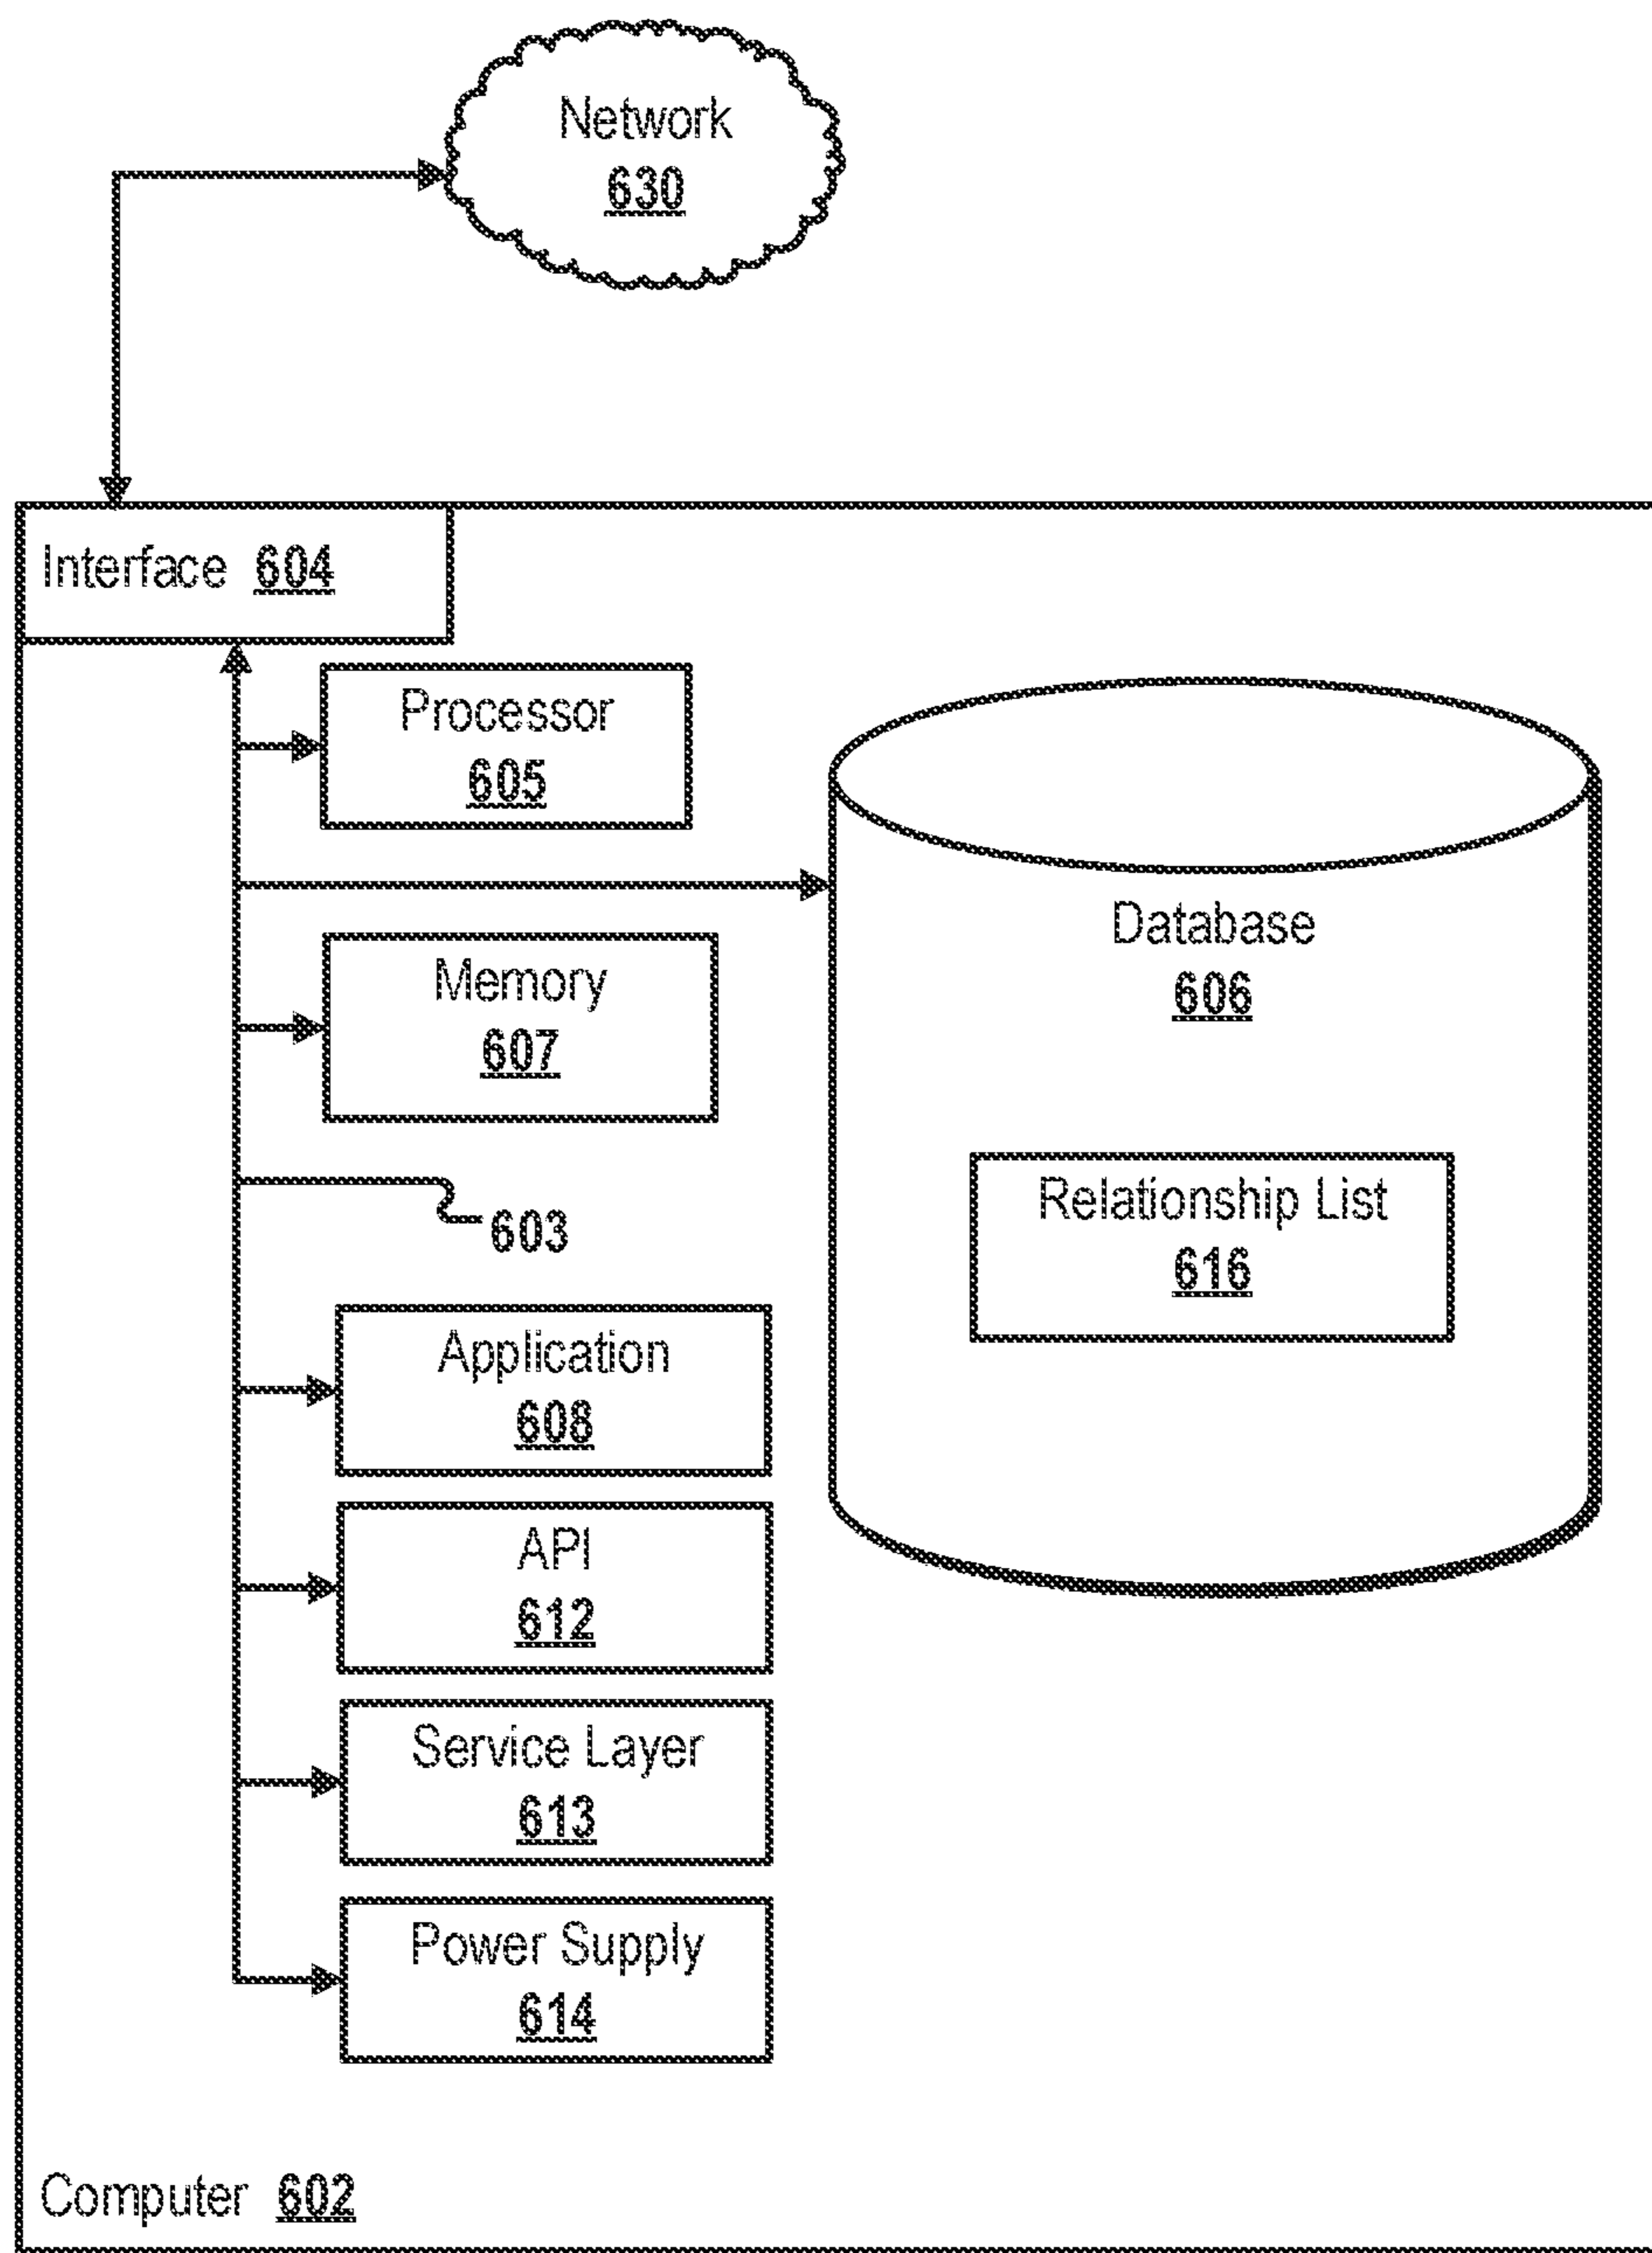 Network
630
Interface 604
Processor
605
Database
606
Memory
607
Relationship List
616
603
Application
608
API
612
Service Layer
613
Power Supply
614
Computer 602